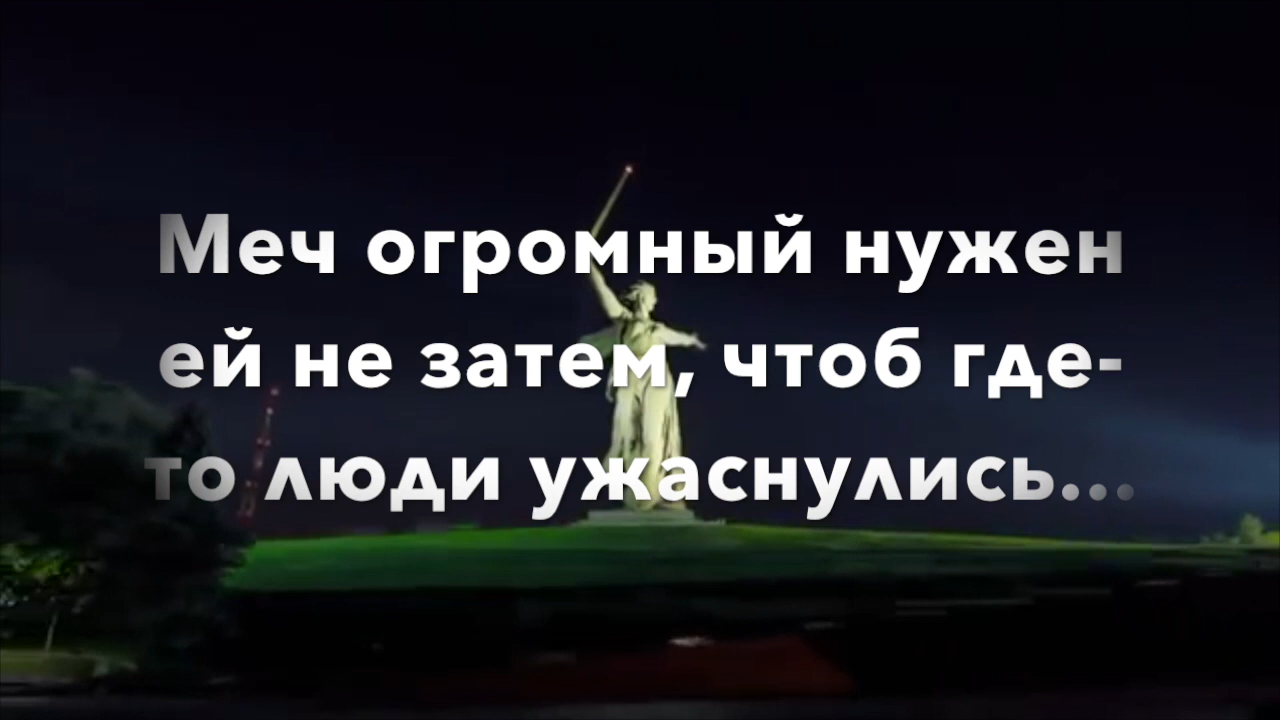 Меч огромный нужен
ей не затем, чтоб где-
то люди ужаснулись...